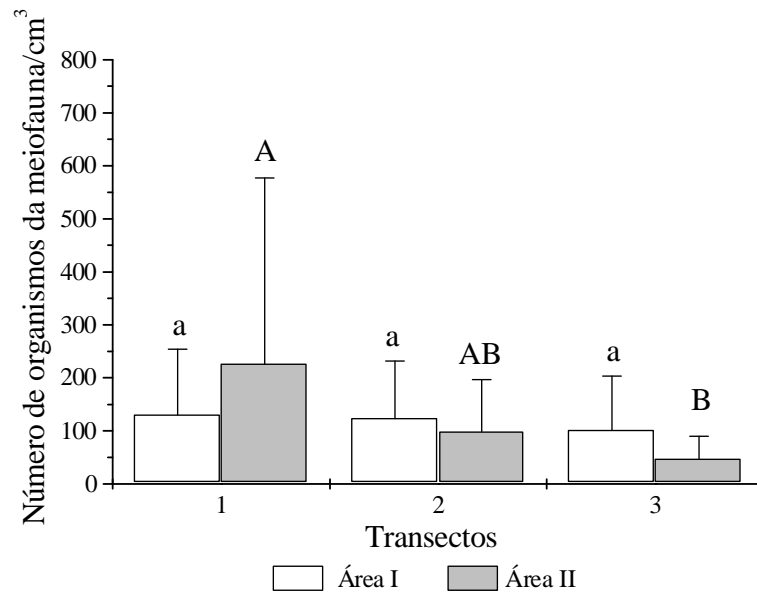 Número de organismos da meiofauna/cm³
800
700
600
500
400
300
200
100
0
a
A
a
AB
a
B
1 2 3
Transectos
Área I Área II